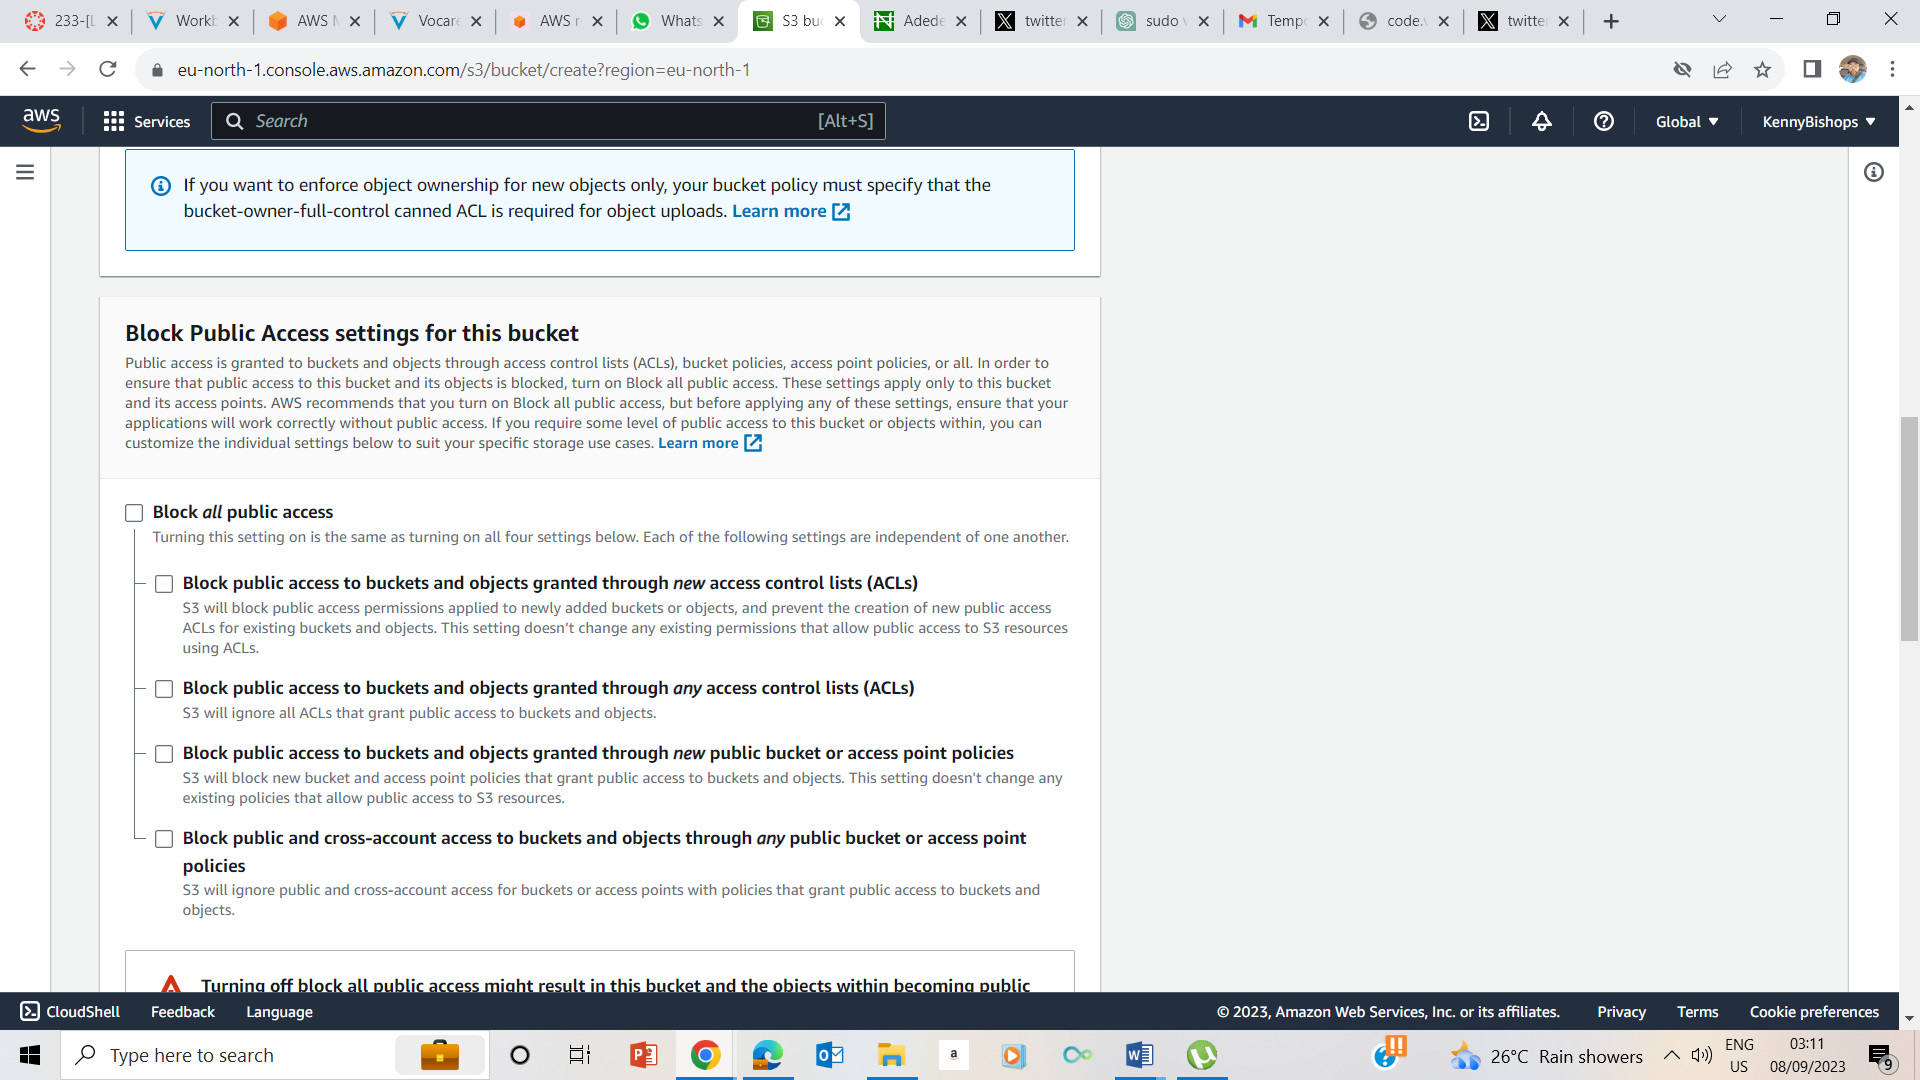 233-[L
Workb
AWS M
Vocare
AWS re
Whats
S3 buc
Adede
twitter
sudo v
Tempo
code.v
twitter
eu-north-1.console.aws.amazon.com/s3/bucket/create?region=eu-north-1
aws
Services
Search
[Alt+S]
Global
KennyBishops
If you want to enforce object ownership for new objects only, your bucket policy must specify that the
bucket-owner-full-control canned ACL is required for object uploads. Learn more
Block Public Access settings for this bucket
Public access is granted to buckets and objects through access control lists (ACLs), bucket policies, access point policies, or all. In order to
ensure that public access to this bucket and its objects is blocked, turn on Block all public access. These settings apply only to this bucket
and its access points. AWS recommends that you turn on Block all public access, but before applying any of these settings, ensure that your
applications will work correctly without public access. If you require some level of public access to this bucket or objects within, you can
customize the individual settings below to suit your specific storage use cases. Learn more
Block all public access
Turning this setting on is the same as turning on all four settings below. Each of the following settings are independent of one another.
Block public access to buckets and objects granted through new access control lists (ACLs)
S3 will block public access permissions applied to newly added buckets or objects, and prevent the creation of new public access
ACLs for existing buckets and objects. This setting doesn't change any existing permissions that allow public access to S3 resources
using ACLs.
Block public access to buckets and objects granted through any access control lists (ACLs)
S3 will ignore all ACLs that grant public access to buckets and objects.
Block public access to buckets and objects granted through new public bucket or access point policies
S3 will block new bucket and access point policies that grant public access to buckets and objects. This setting doesn't change any
existing policies that allow public access to S3 resources.
Block public and cross-account access to buckets and objects through any public bucket or access point
policies
S3 will ignore public and cross-account access for buckets or access points with policies that grant public access to buckets and
objects.
Turning off block all public access might result in this bucket and the objects within becoming public
CloudShell
Feedback
Language
© 2023, Amazon Web Services, Inc. or its affiliates.
Privacy
Terms
Cookie preferences
Type here to search
26°C Rain showers
ENG
US
03:11
08/09/2023
9